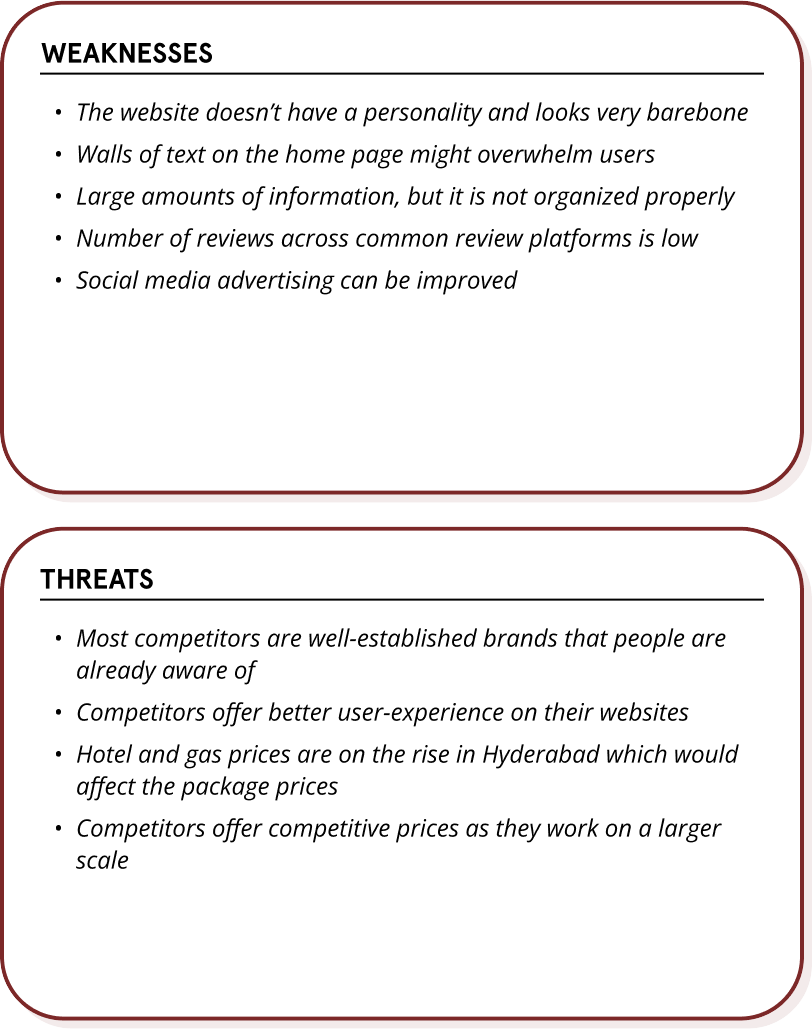 WEAKNESSES
• The website doesn’t have a personality and looks very barebone
• Walls of text on the home page might overwhelm users
• Large amounts of information, but it is not organized properly
• Number of reviews across common review platforms is low
• Social media advertising can be improved
THREATS
• Most competitors are well-established brands that people are
already aware of
• Competitors offer better user-experience on their websites
• Hotel and gas prices are on the rise in Hyderabad which would
affect the package prices
• Competitors offer competitive prices as they work on a larger
scale